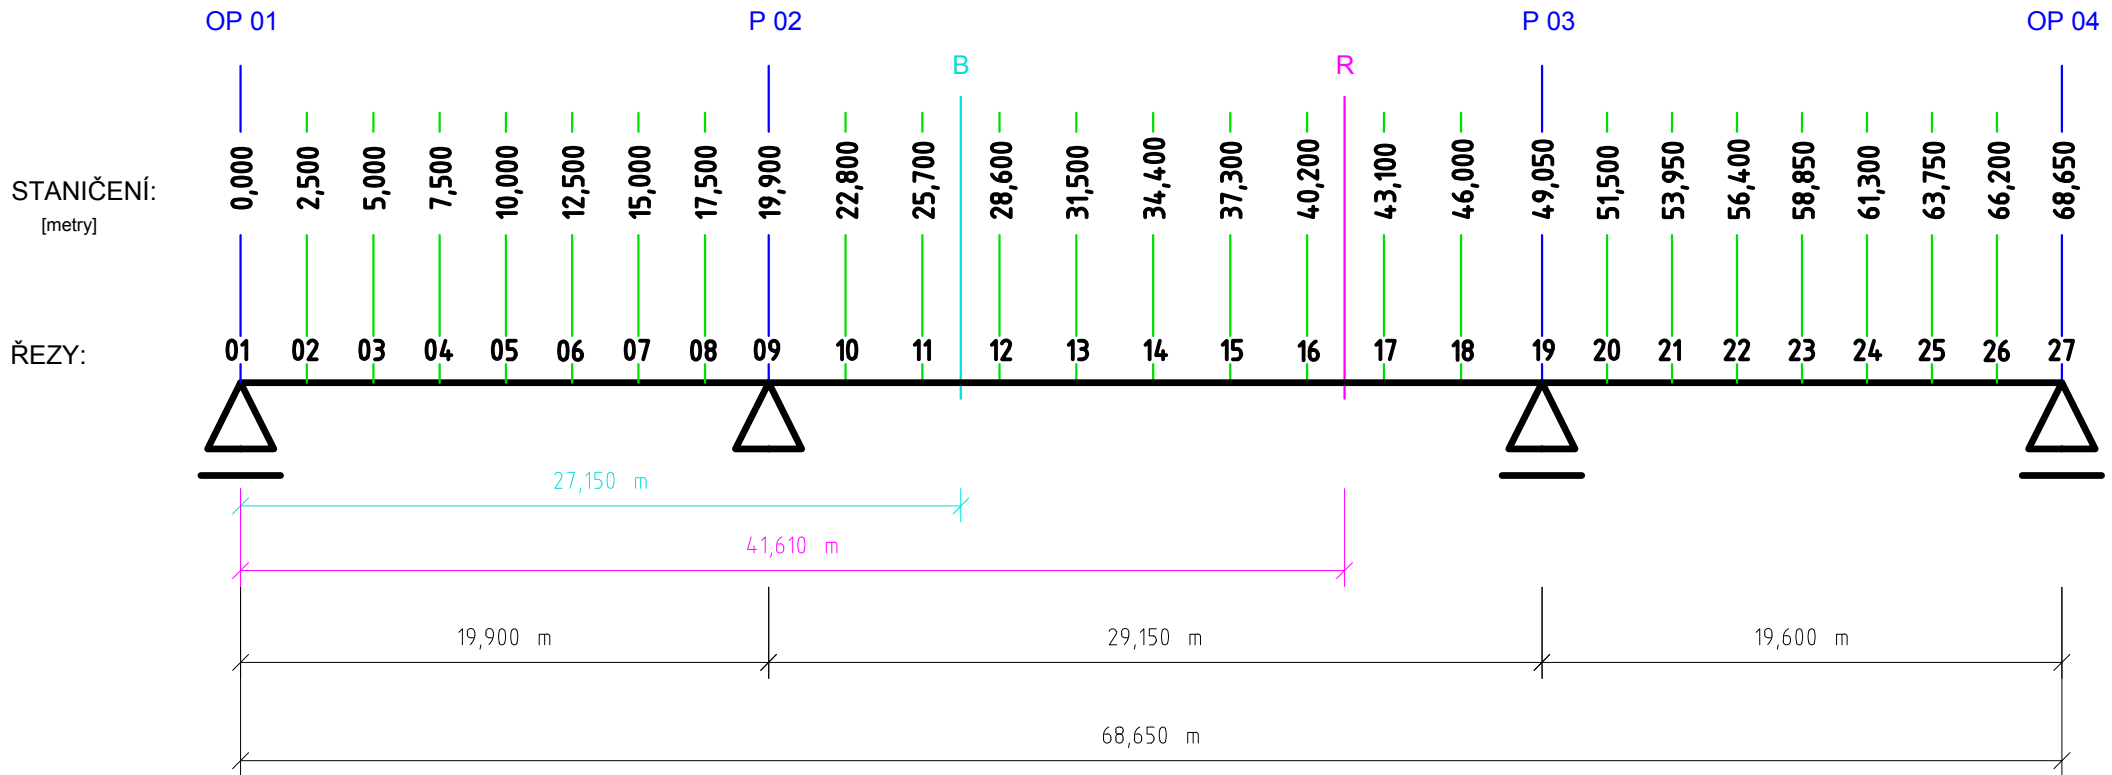 OP 01 P 02 P 03 OP 04
B R
STANIČENÍ: 0,000 2,500 5,000 7,500 10,000 12,500 15,000 17,500 19,900 22,800 25,700 28,600 31,500 34,400 37,300 40,200 43,100 46,000 49,050 51,500 53,950 56,400 58,850 61,300 63,750 66,200 68,650
[metry]
ŘEZY: 01 02 03 04 05 06 07 08 09 10 11 12 13 14 15 16 17 18 19 20 21 22 23 24 25 26 27
27,150 m
41,610 m
19,900 m 29,150 m 19,600 m
68,650 m